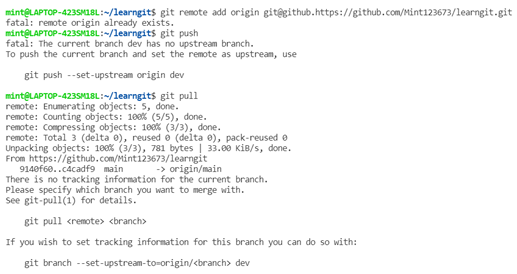 mint@LAPTOP-423SM18L:~/learngit$ git remote add origin git@github.https://github.com/Mint123673/learngit.git
fatal: remote origin already exists.
mint@LAPTOP-423SM18L:~/learngit$ git push
fatal: The current branch dev has no upstream branch.
To push the current branch and set the remote as upstream, use
git push --set-upstream origin dev
mint@LAPTOP-423SM18L:~/learngit$ git pull
remote: Enumerating objects: 5, done.
remote: Counting objects: 100% (5/5), done.
remote: Compressing objects: 100% (3/3), done.
remote: Total 3 (delta 0), reused 0 (delta 0), pack-reused 0
Unpacking objects: 100% (3/3), 781 bytes | 33.00 KiB/s, done.
From https://github.com/Mint123673/learngit
9140f60..c4cadf9  main       -> origin/main
There is no tracking information for the current branch.
Please specify which branch you want to merge with.
See git-pull(1) for details.
git pull <remote> <branch>
If you wish to set tracking information for this branch you can do so with:
git branch --set-upstream-to=origin/<branch> dev